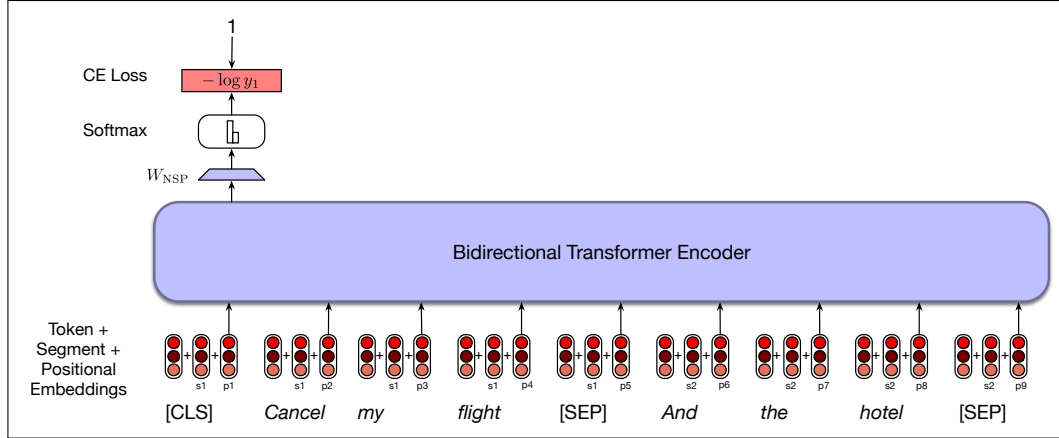 1
CE Loss
− log y₁
Softmax
W_NSP
Bidirectional Transformer Encoder
Token +
Segment +
Positional
Embeddings
+ + + + + + + + + + + + + + + + + +
s1 p1 s1 p2 s1 p3 s1 p4 s1 p5 s2 p6 s2 p7 s2 p8 s2 p9
[CLS] Cancel my flight [SEP] And the hotel [SEP]